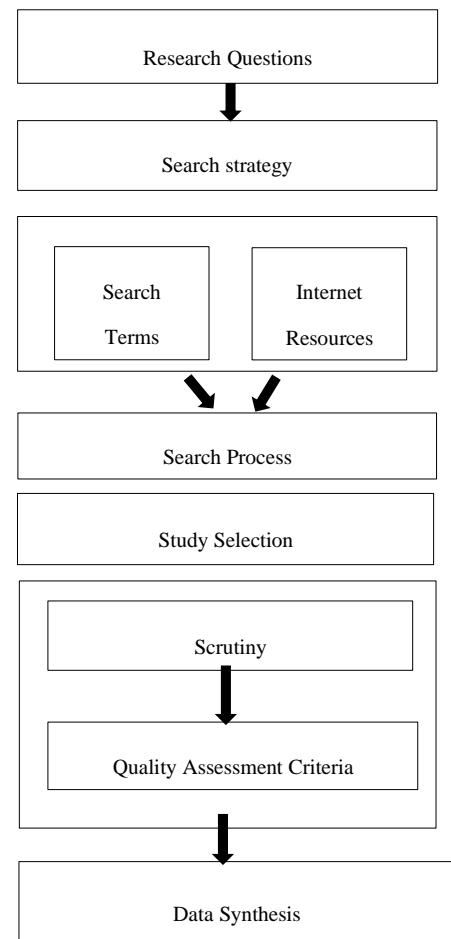 Research Questions
Search strategy
Search
Terms
Internet
Resources
Search Process
Study Selection
Scrutiny
Quality Assessment Criteria
Data Synthesis